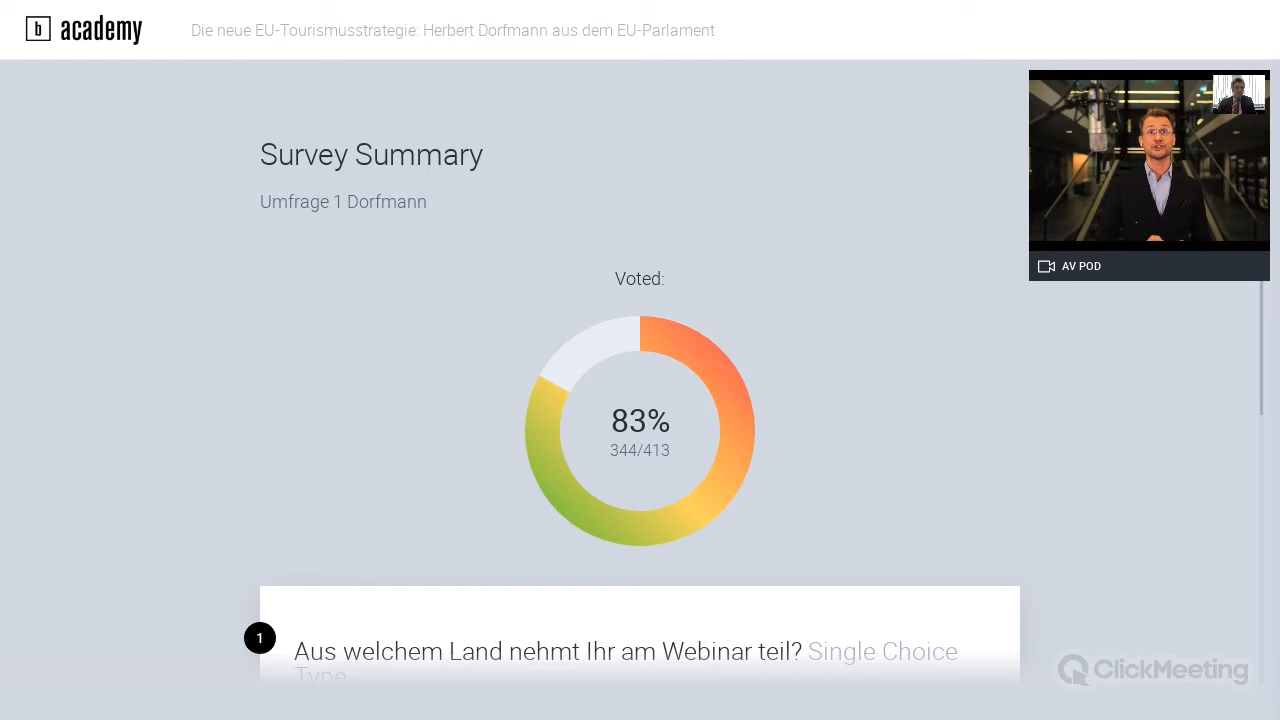 b academy
Die neue EU-Tourismusstrategie: Herbert Dorfmann aus dem EU-Parlament
Survey Summary
Umfrage 1 Dorfmann
AV POD
Voted:
83%
344/413
1
Aus welchem Land nehmt Ihr am Webinar teil? Single Choice
Type
ClickMeeting